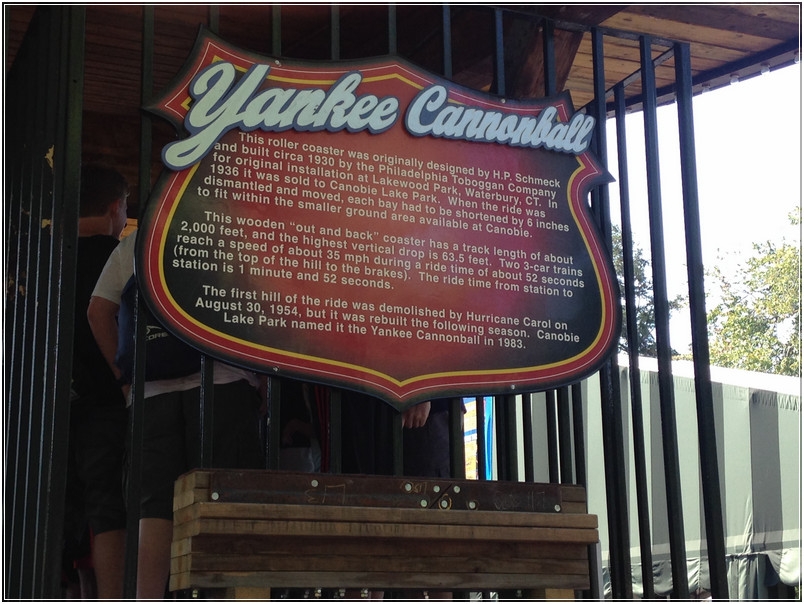 Yankee Cannonball
This roller coaster was originally designed by H.P. Schmeck
and built circa 1930 by the Philadelphia Toboggan Company
for original installation at Lakewood Park, Waterbury, CT. In
1936 it was sold to Canobie Lake Park. When the ride was
dismantled and moved, each bay had to be shortened by 6 inches
to fit within the smaller ground area available at Canobie.
This wooden "out and back" coaster has a track length of about
2,000 feet, and the highest vertical drop is 63.5 feet. Two 3-car trains
reach a speed of about 35 mph during a ride time of about 52 seconds
(from the top of the hill to the brakes). The ride time from station to
station is 1 minute and 52 seconds.
The first hill of the ride was demolished by Hurricane Carol on
August 30, 1954, but it was rebuilt the following season. Canobie
Lake Park named it the Yankee Cannonball in 1983.